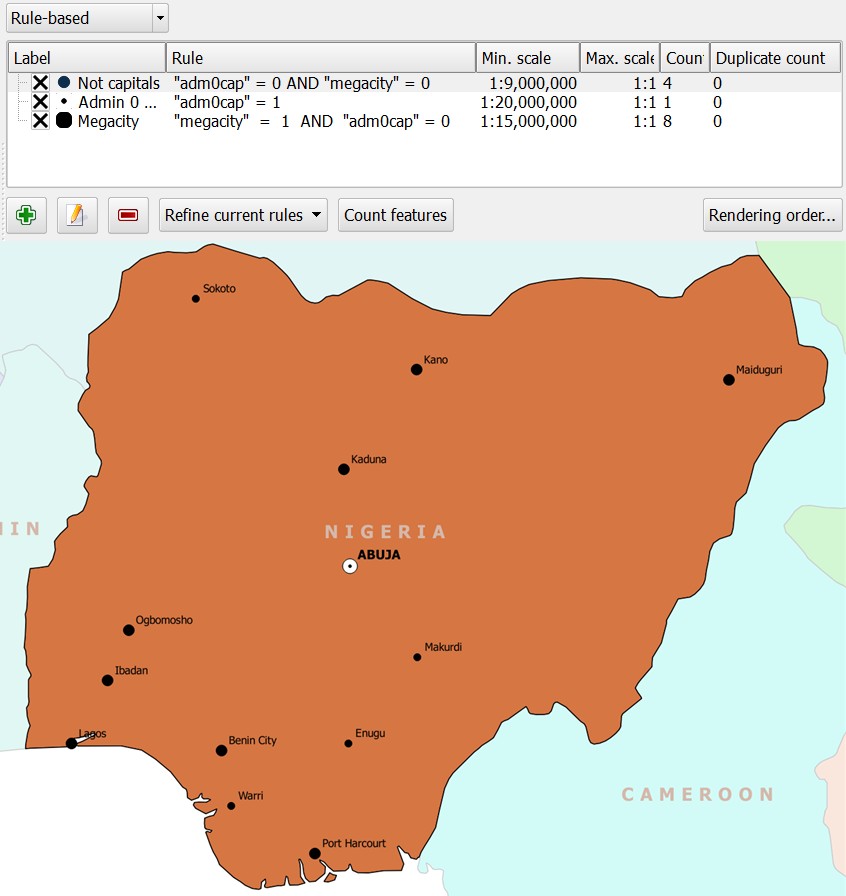 Rule-based
Label Rule Min. scale Max. scale Coun Duplicate count
Not capitals "adm0cap" = 0 AND "megacity" = 0 1:9,000,000 1:1 4 0
Admin 0 ... "adm0cap" = 1 1:20,000,000 1:1 1 0
Megacity "megacity" = 1 AND "adm0cap" = 0 1:15,000,000 1:1 8 0
Refine current rules Count features Rendering order...
Sokoto
Kano
Maiduguri
Kaduna
IN
NIGERIA
ABUJA
Ogbomosho
Makurdi
Ibadan
Lagos
Enugu
Benin City
CAMEROON
Warri
Port Harcourt